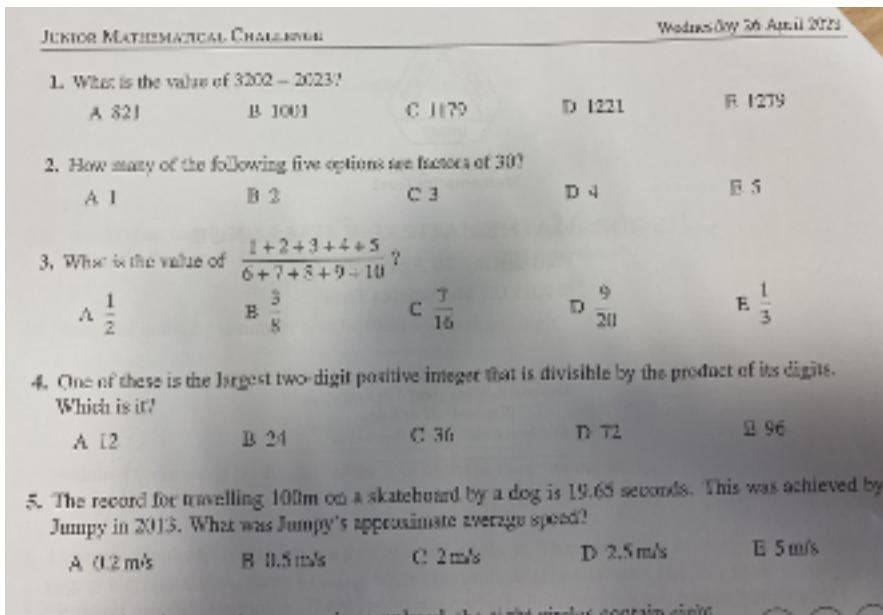 JUNIOR MATHEMATICAL CHALLENGE
Wednesday 26 April 2023
1. What is the value of 3202 − 2023?
A 821 B 1001 C 1179 D 1221 E 1279
2. How many of the following five options are factors of 30?
A 1 B 2 C 3 D 4 E 5
3. What is the value of (1+2+3+4+5)/(6+7+8+9+10) ?
A 1/2 B 3/8 C 7/16 D 9/20 E 1/3
4. One of these is the largest two-digit positive integer that is divisible by the product of its digits.
Which is it?
A 12 B 24 C 36 D 72 E 96
5. The record for travelling 100m on a skateboard by a dog is 19.65 seconds. This was achieved by
Jumpy in 2013. What was Jumpy's approximate average speed?
A 0.2 m/s B 0.5 m/s C 2 m/s D 2.5 m/s E 5 m/s